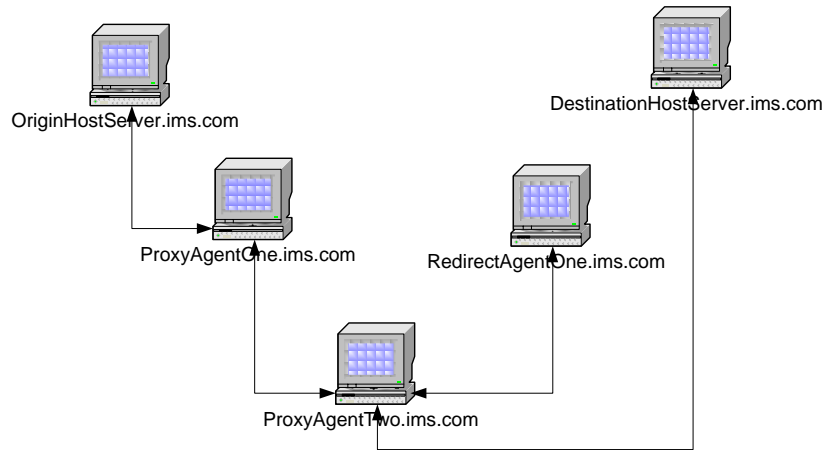 OriginHostServer.ims.com
DestinationHostServer.ims.com
ProxyAgentOne.ims.com
RedirectAgentOne.ims.com
ProxyAgentTwo.ims.com